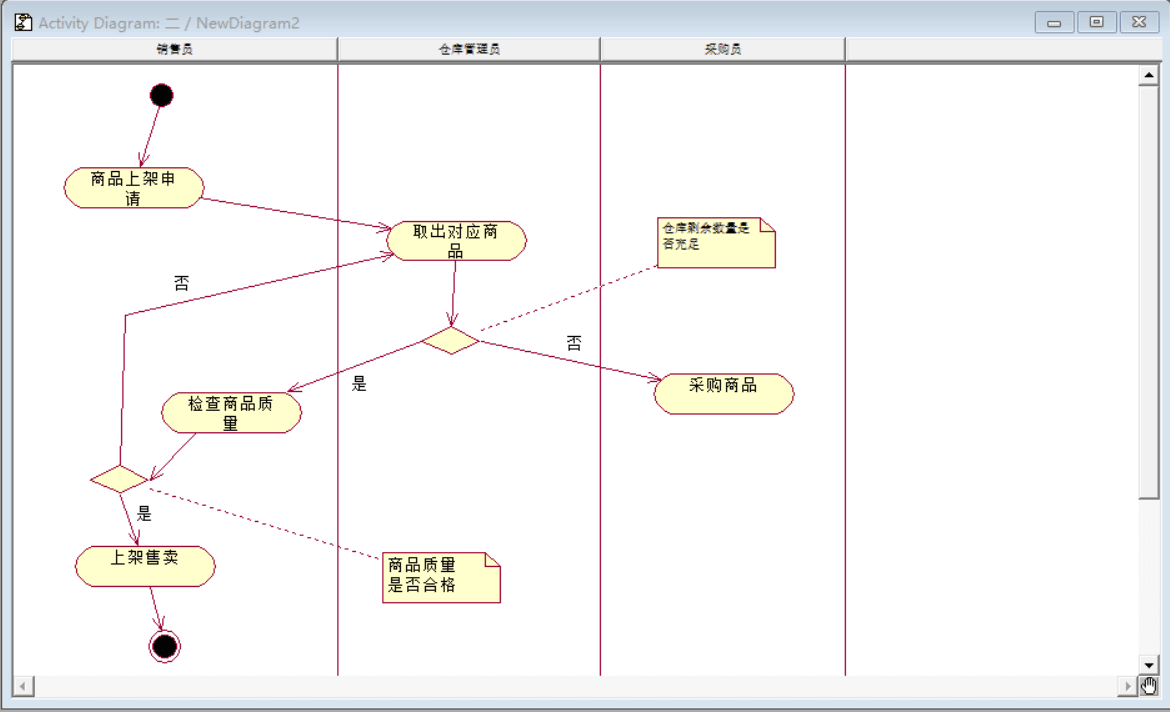 Activity Diagram: 二 / NewDiagram2
销售员
仓库管理员
采购员
商品上架申
请
取出对应商
品
仓库剩余数量是
否充足
否
否
采购商品
是
检查商品质
量
是
上架售卖
商品质量
是否合格